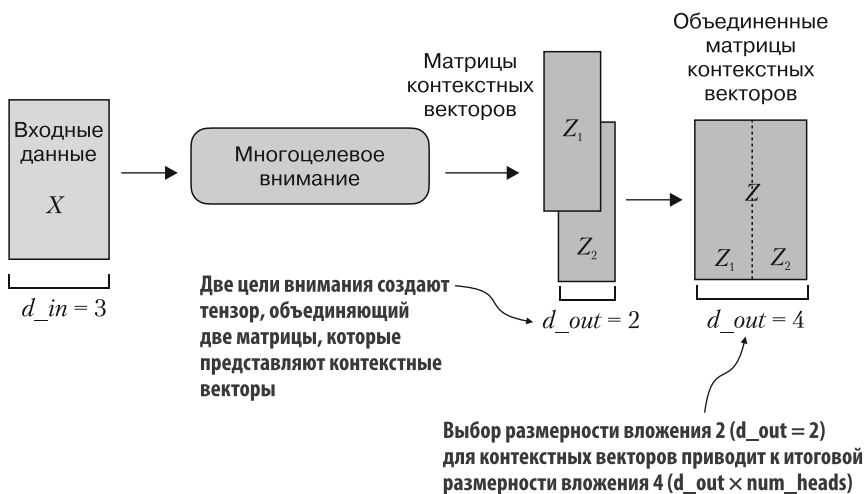 Входные
данные
X
d_in = 3
Многоцелевое
внимание
Матрицы
контекстных
векторов
Z1
Z2
d_out = 2
Объединенные
матрицы
контекстных
векторов
Z
Z1 Z2
d_out = 4
Две цели внимания создают
тензор, объединяющий
две матрицы, которые
представляют контекстные
векторы
Выбор размерности вложения 2 (d_out = 2)
для контекстных векторов приводит к итоговой
размерности вложения 4 (d_out × num_heads)